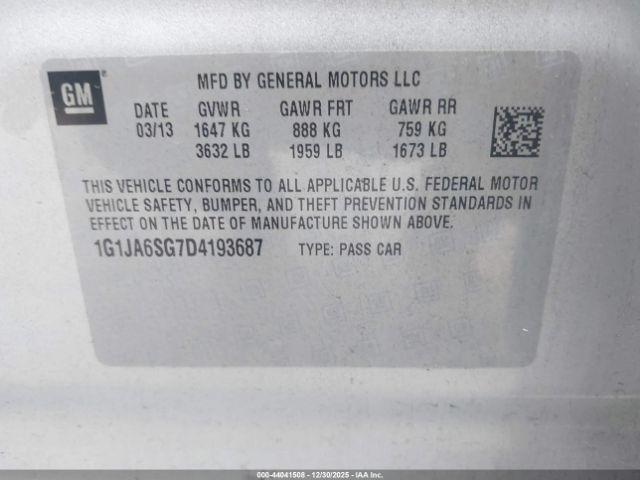 GM
®
MFD BY GENERAL MOTORS LLC
DATE GVWR GAWR FRT GAWR RR
03/13 1647 KG 888 KG 759 KG
3632 LB 1959 LB 1673 LB
THIS VEHICLE CONFORMS TO ALL APPLICABLE U.S. FEDERAL MOTOR
VEHICLE SAFETY, BUMPER, AND THEFT PREVENTION STANDARDS IN
EFFECT ON THE DATE OF MANUFACTURE SHOWN ABOVE.
1G1JA6SG7D4193687 TYPE: PASS CAR
000-44041508 - 12/30/2025 - IAAI.com